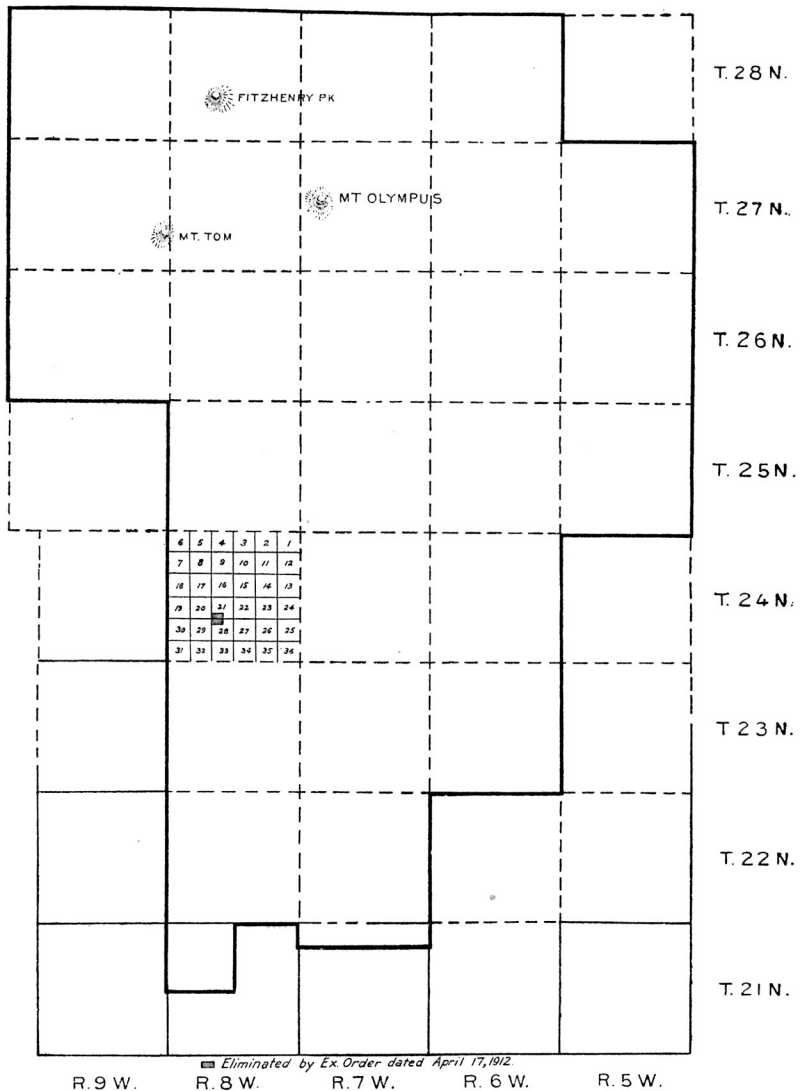 T. 28 N.
FITZHENRY PK
MT OLYMPUS
T. 27 N.
MT. TOM
T. 26 N.
T. 25 N.
6 5 4 3 2 1
7 8 9 10 11 12
18 17 16 15 14 13
T. 24 N.
19 20 21 22 23 24
30 29 28 27 26 25
31 32 33 34 35 36
T 23 N.
T. 22 N.
T. 21 N.
Eliminated by Ex. Order dated April 17, 1912.
R. 9 W. R. 8 W. R. 7 W. R. 6 W. R. 5 W.